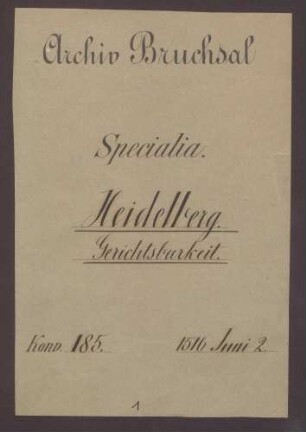 Archiv Bruchsal
Specialia.
Heidelberg.
Gerichtsbarkeit.
Konv. 185. 1516 Juni 2.
1